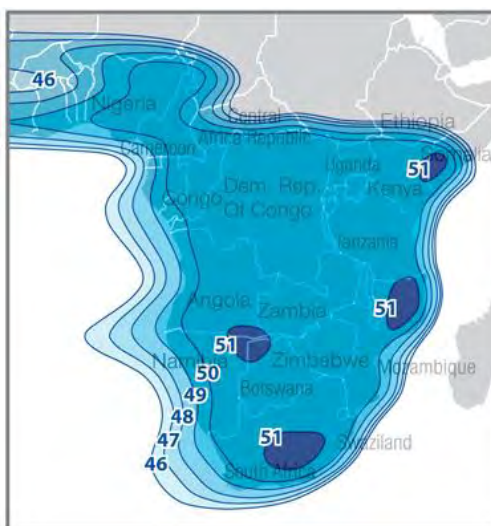 46
Nigeria
Central
Africa Republic
Ethiopia
Somalia
Cameroon
Uganda
51
Kenya
Congo
Dem. Rep.
Of Congo
Tanzania
Angola
Zambia
51
51
Namibia
Zimbabwe
Mozambique
50
Botswana
49
48
51
Swaziland
47
46
South Africa